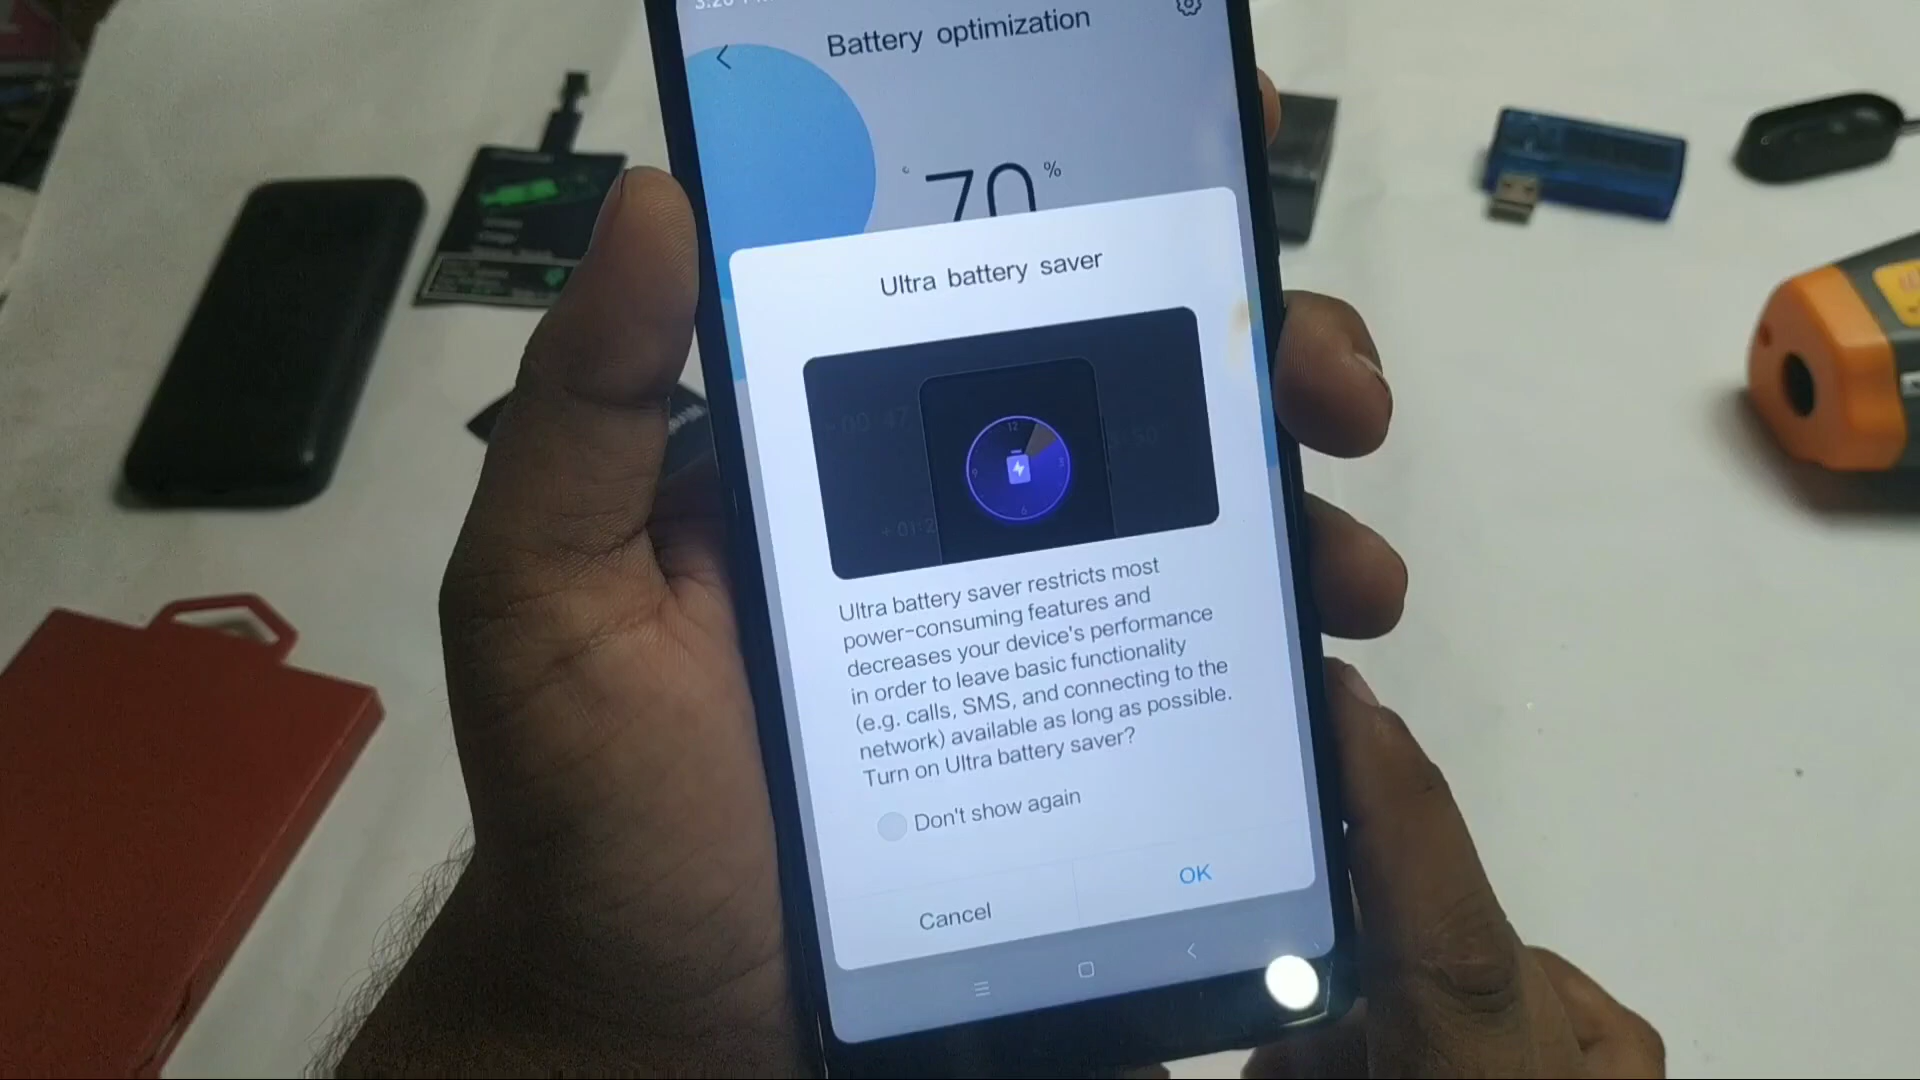 Battery optimization
70%
Ultra battery saver
12
Ultra battery saver restricts most
power-consuming features and
decreases your device's performance
in order to leave basic functionality
(e.g. calls, SMS, and connecting to the
network) available as long as possible.
Turn on Ultra battery saver?
Don't show again
Cancel
OK